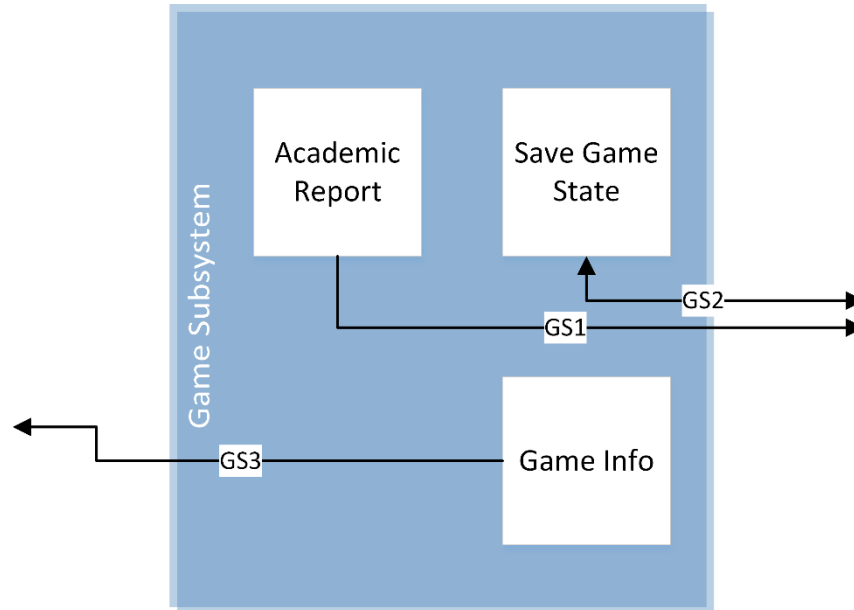 Academic
Report
Save Game
State
Game Subsystem
GS2
GS1
GS3
Game Info